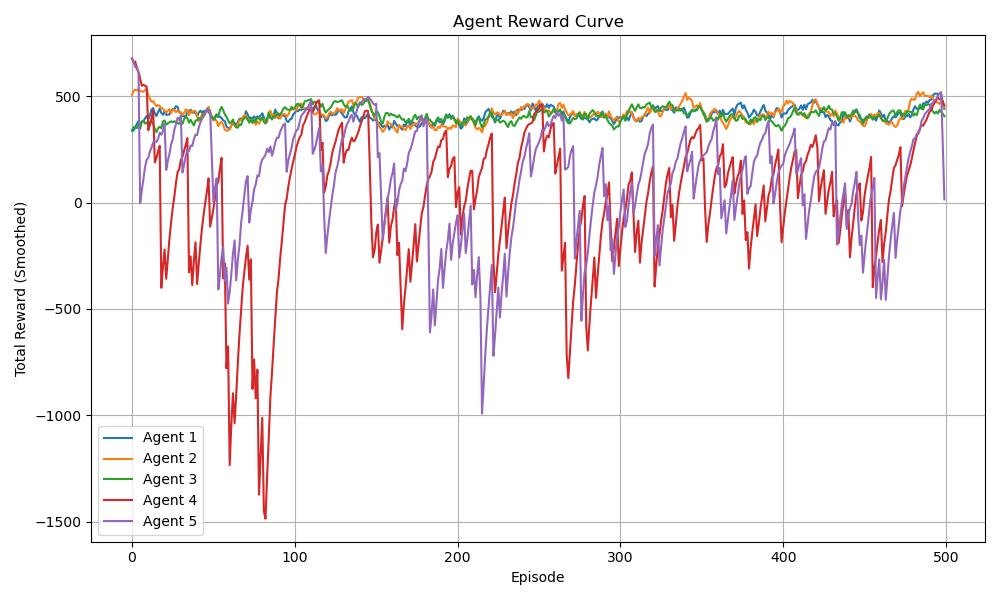 Agent Reward Curve
Total Reward (Smoothed)
500
0
−500
−1000
−1500
Agent 1
Agent 2
Agent 3
Agent 4
Agent 5
0 100 200 300 400 500
Episode